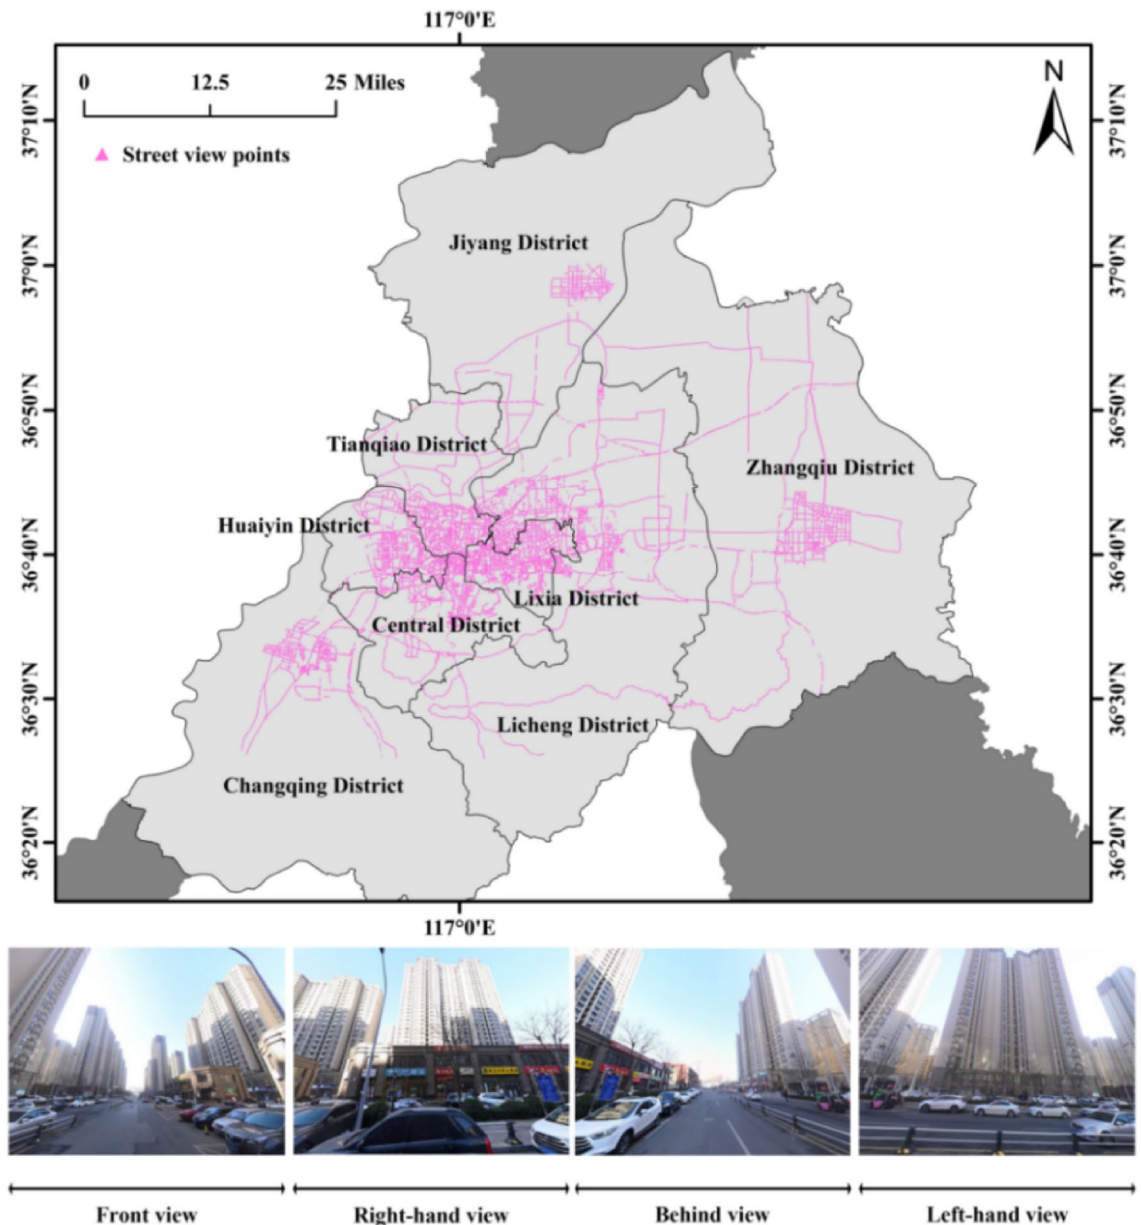 117°0'E
0 12.5 25 Miles
N
Street view points
37°10'N 37°10'N
Jiyang District
37°0'N 37°0'N
36°50'N 36°50'N
Tianqiao District
Zhangqiu District
Huaiyin District
36°40'N 36°40'N
Lixia District
Central District
36°30'N 36°30'N
Licheng District
Changqing District
36°20'N 36°20'N
117°0'E
Front view Right-hand view Behind view Left-hand view